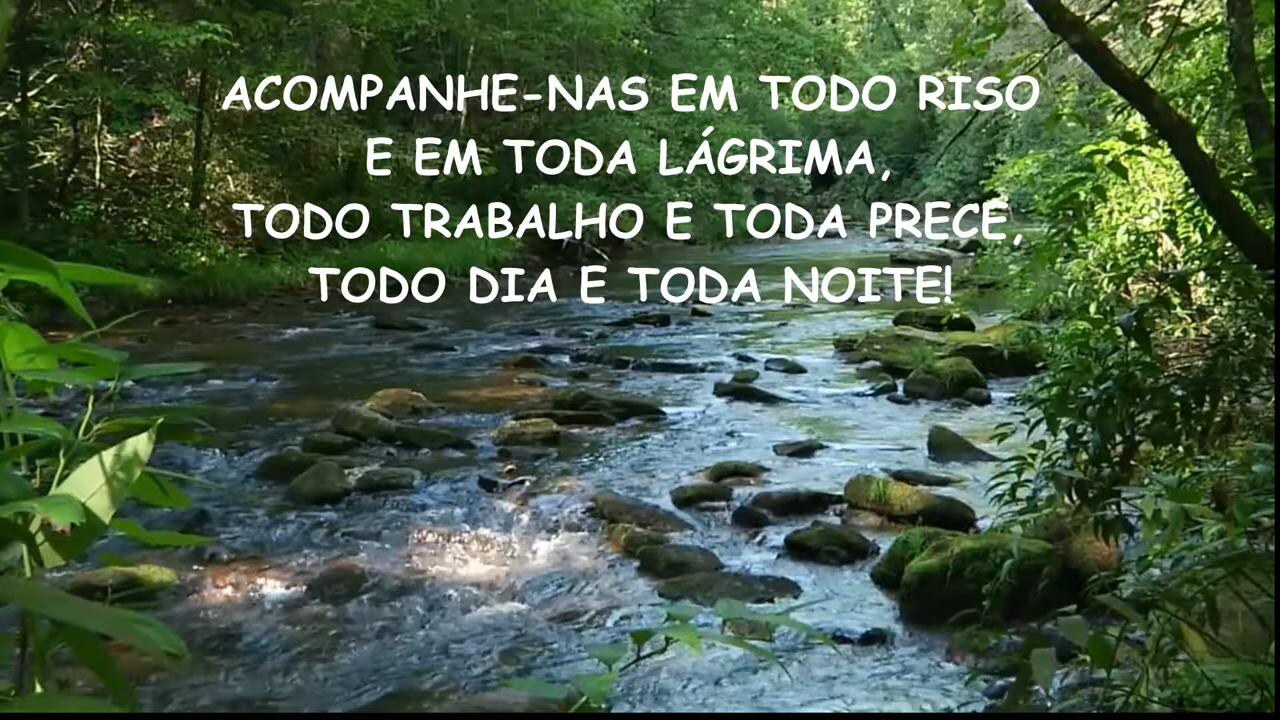 ACOMPANHE-NAS EM TODO RISO
E EM TODA LÁGRIMA,
TODO TRABALHO E TODA PRECE,
TODO DIA E TODA NOITE!